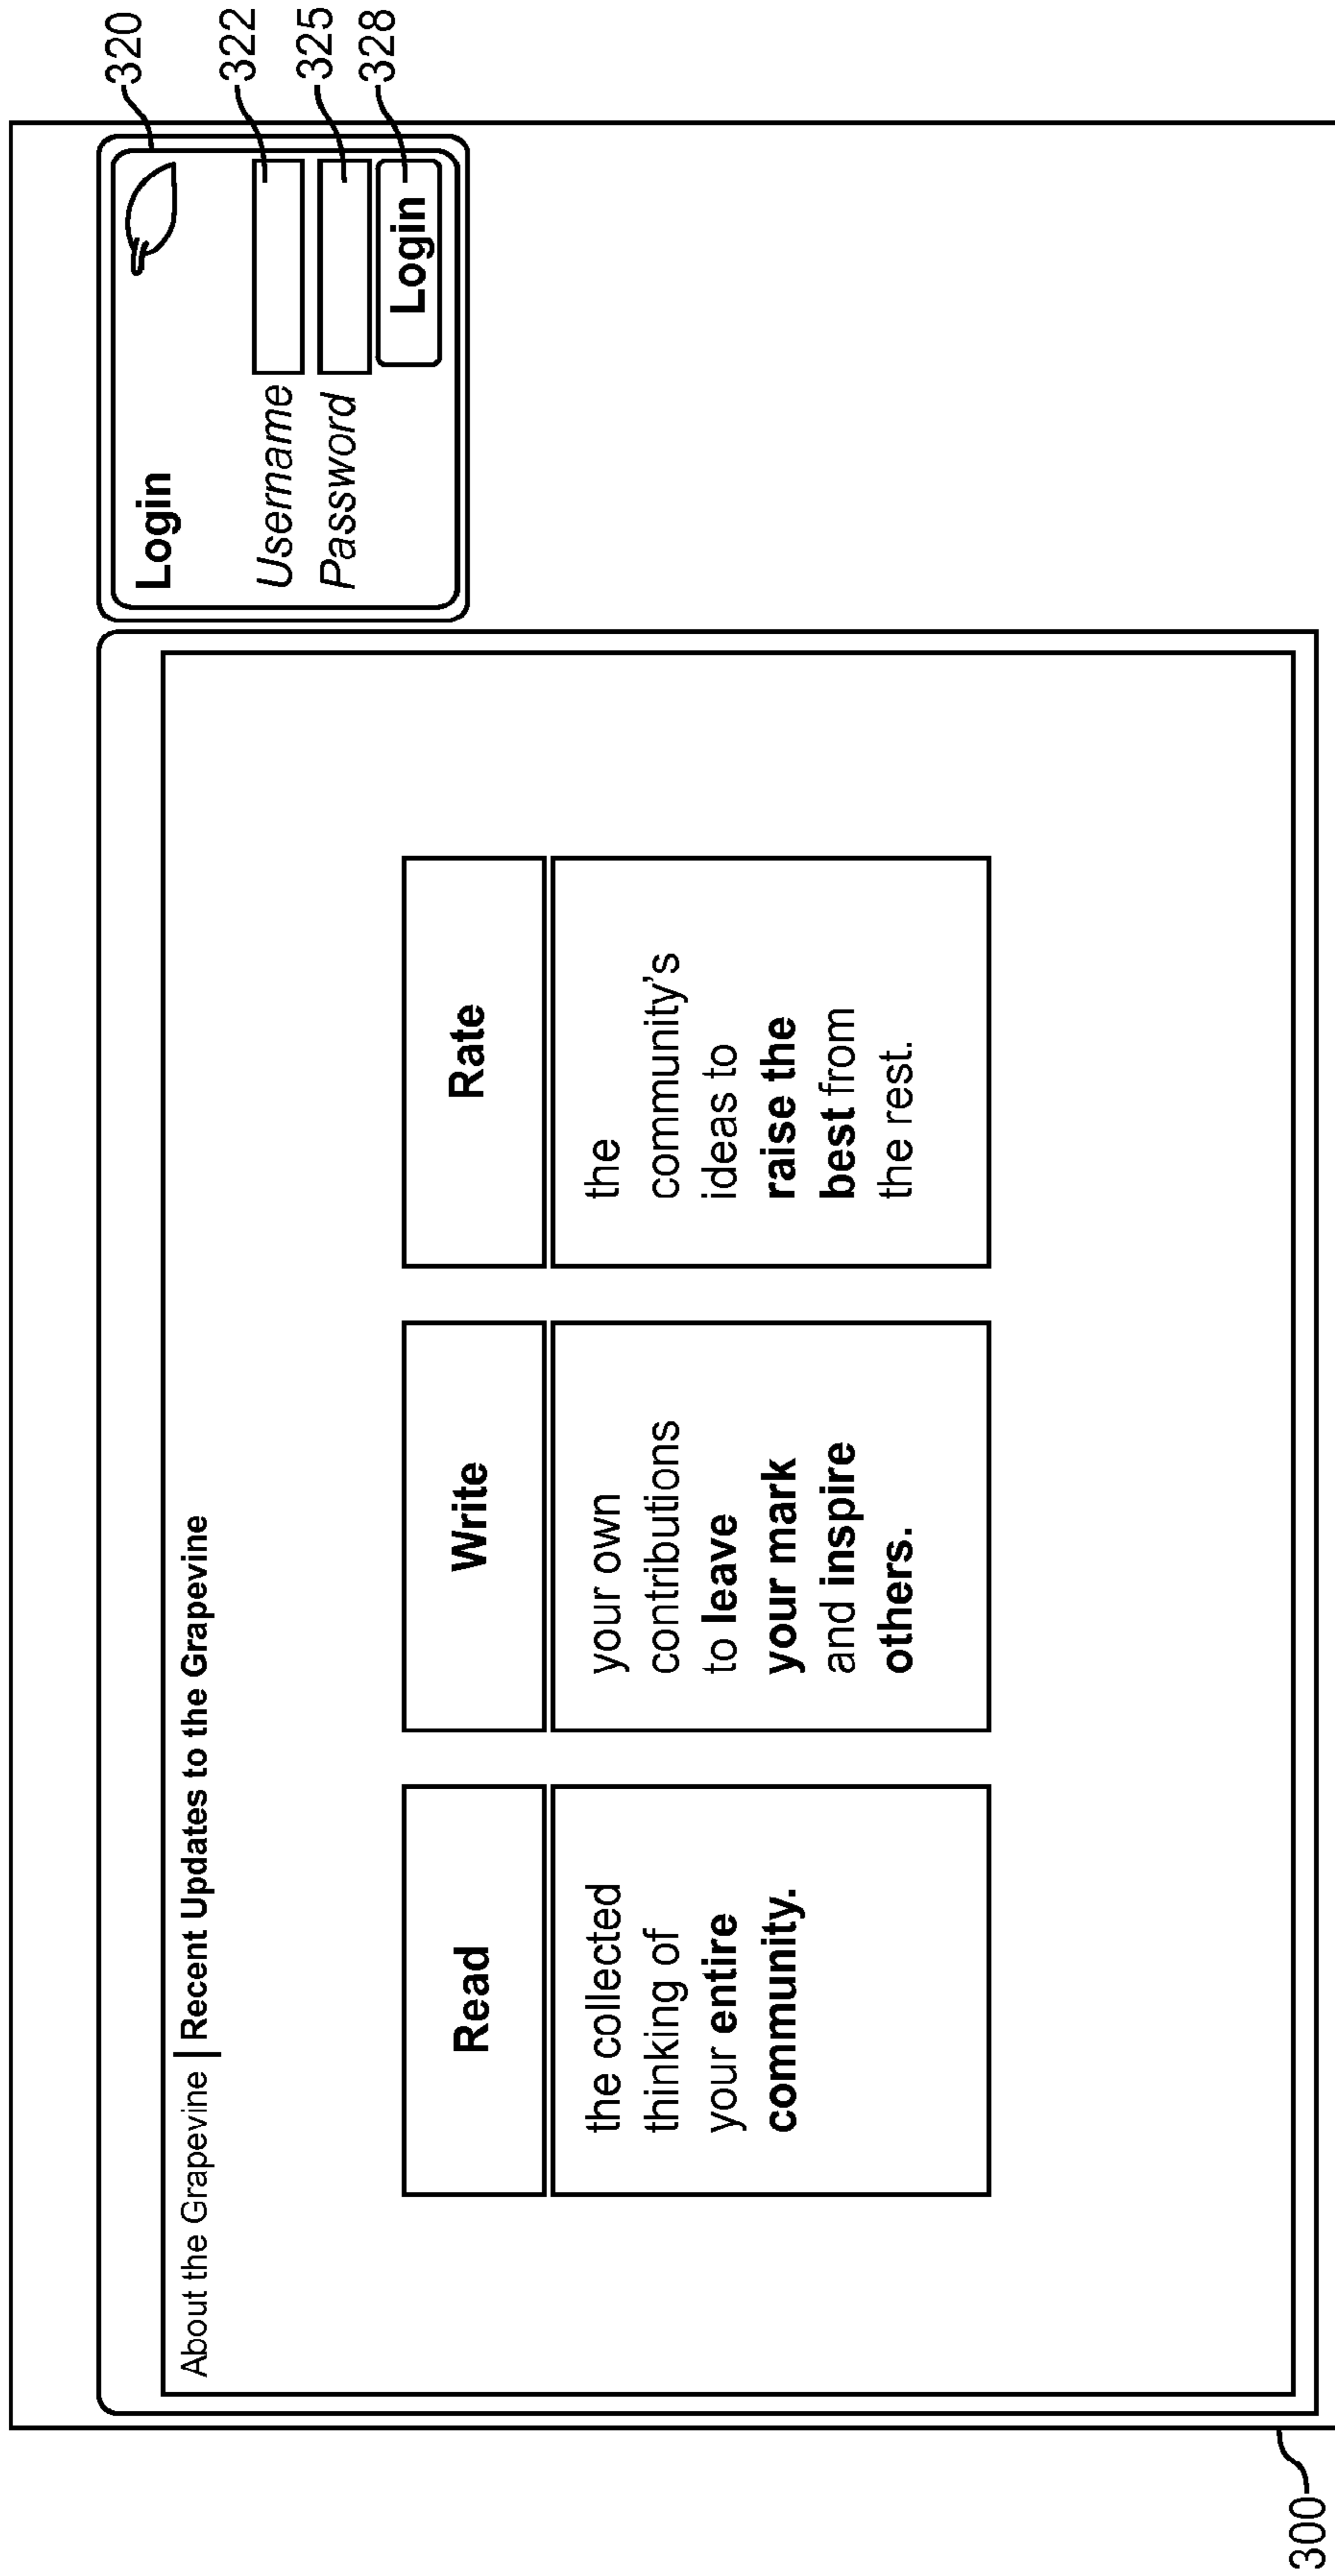 320
Login
Username
322
Password
325
Login
328
About the Grapevine | Recent Updates to the Grapevine
Read
the collected
thinking of
your entire
community.
Write
your own
contributions
to leave
your mark
and inspire
others.
Rate
the
community's
ideas to
raise the
best from
the rest.
300